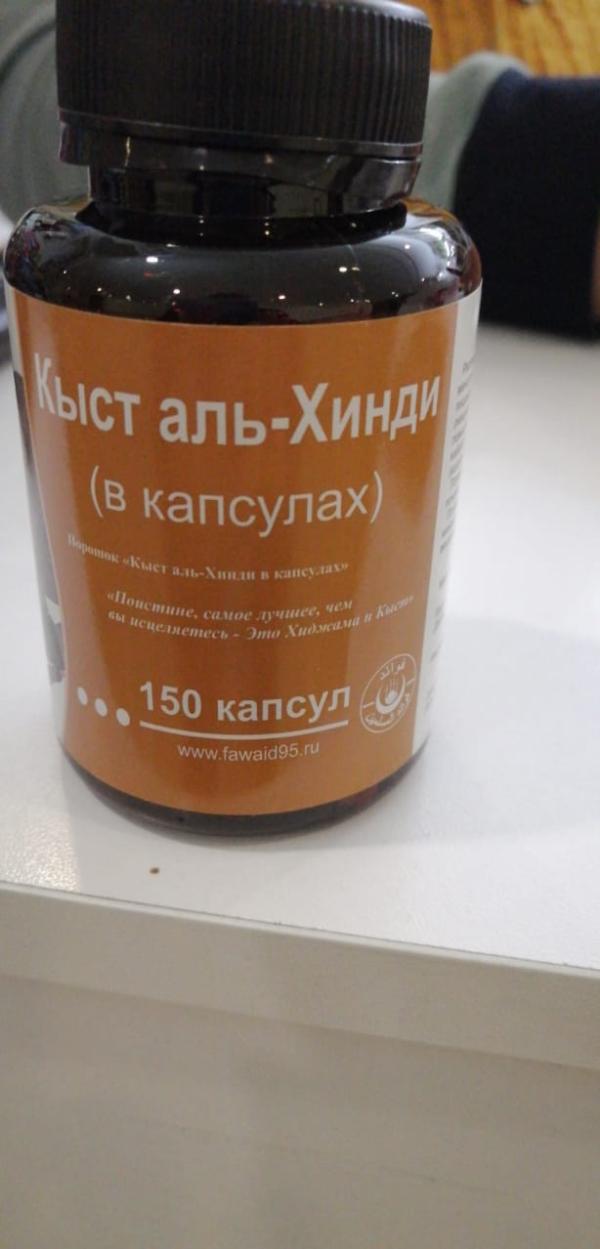 Кыст аль-Хинди
(в капсулах)
Порошок «Кыст аль-Хинди в капсулах»
«Поистине, самое лучшее, чем
вы исцеляетесь - Это Хиджама и Кыст»
150 капсул
فوائد
www.fawaid95.ru